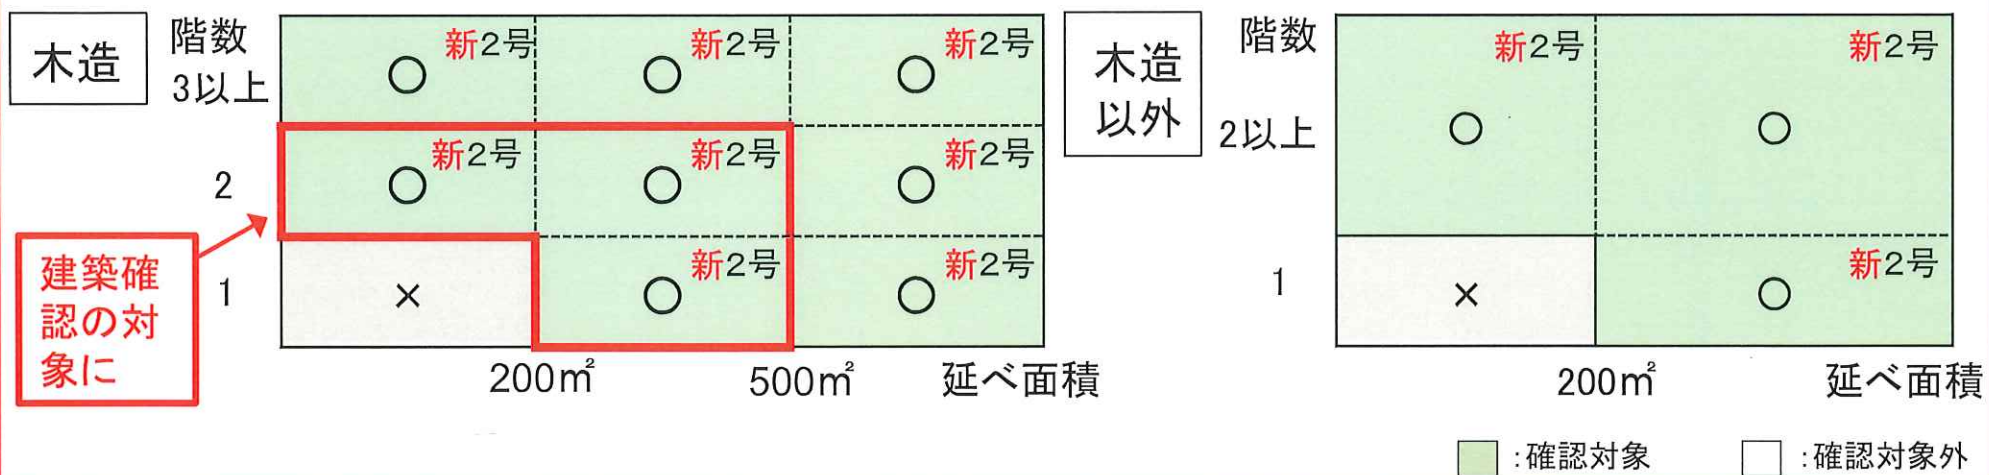 木造
階数
3以上
新2号
新2号
新2号
○
○
○
2
新2号
新2号
新2号
○
○
○
1
新2号
新2号
×
○
○
建築確
認の対
象に
200㎡
500㎡
延べ面積
木造
以外
階数
2以上
新2号
新2号
○
○
1
新2号
×
○
200㎡
延べ面積
:確認対象
:確認対象外